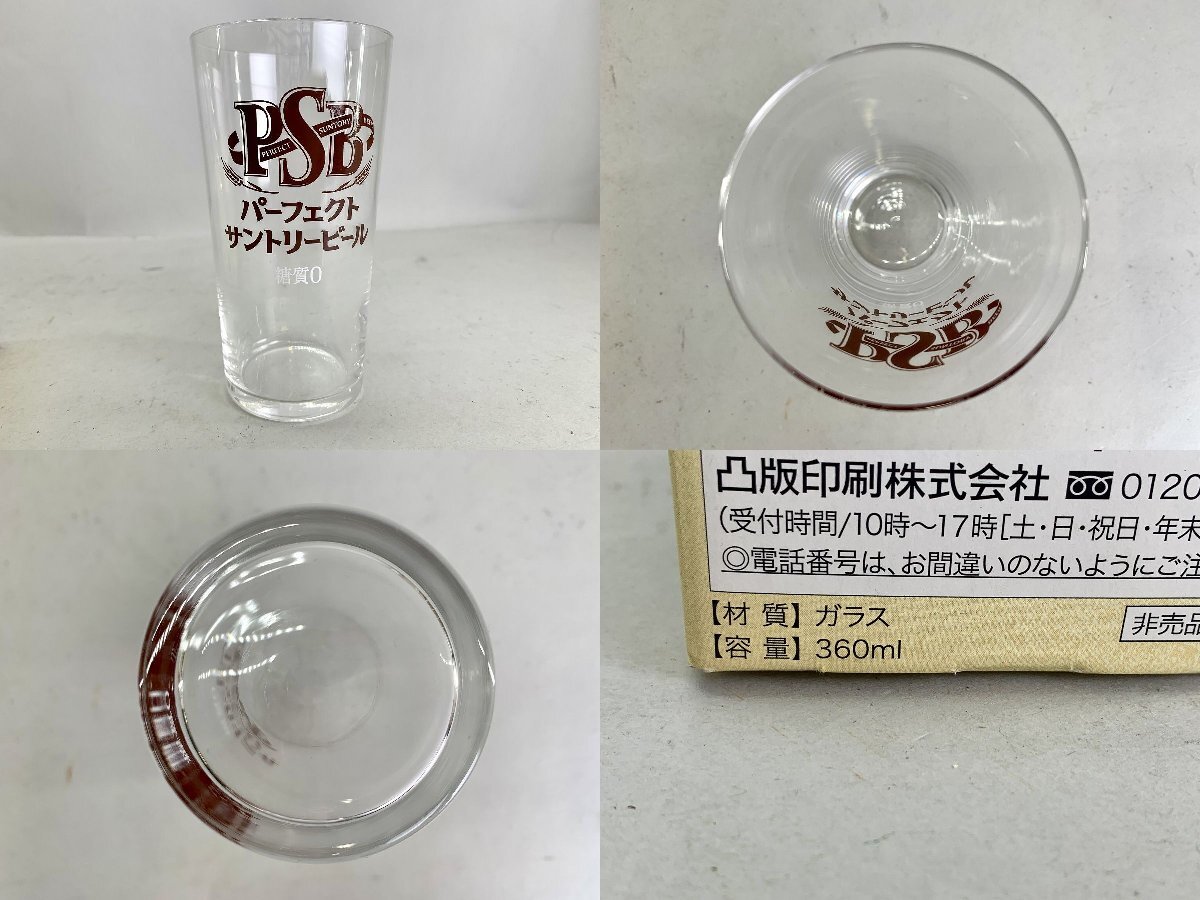 PSB
PERFECT SUNTORY BEER
パーフェクト
サントリービール
糖質0
PSB
凸版印刷株式会社 0120
(受付時間/10時〜17時[土・日・祝日・年末
◎電話番号は、お間違いのないようにご注
【材 質】ガラス
【容 量】360ml
非売品